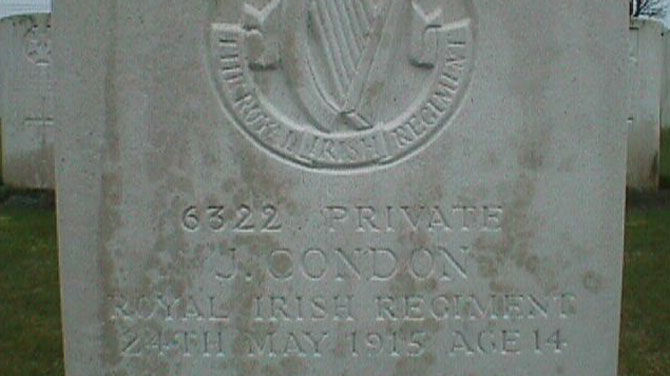 THE ROYAL IRISH REGIMENT
6322 PRIVATE
J. CONDON
ROYAL IRISH REGIMENT
24TH MAY 1915 AGE 14